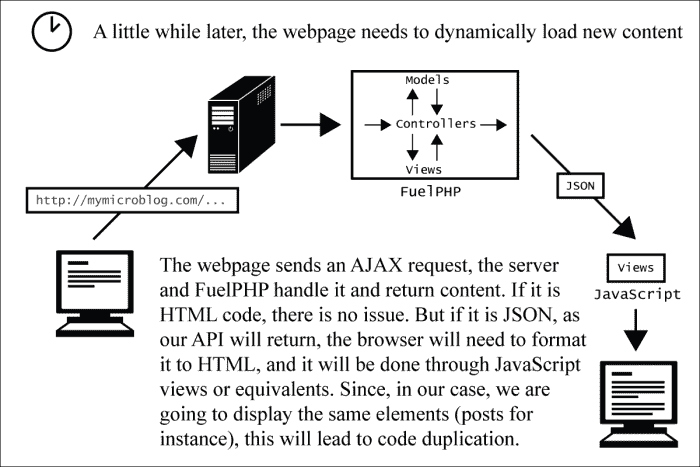 A little while later, the webpage needs to dynamically load new content
Models
Controllers
Views
FuelPHP
http://mymicroblog.com/...
JSON
Views
JavaScript
The webpage sends an AJAX request, the server
and FuelPHP handle it and return content. If it is
HTML code, there is no issue. But if it is JSON, as
our API will return, the browser will need to format
it to HTML, and it will be done through JavaScript
views or equivalents. Since, in our case, we are
going to display the same elements (posts for
instance), this will lead to code duplication.